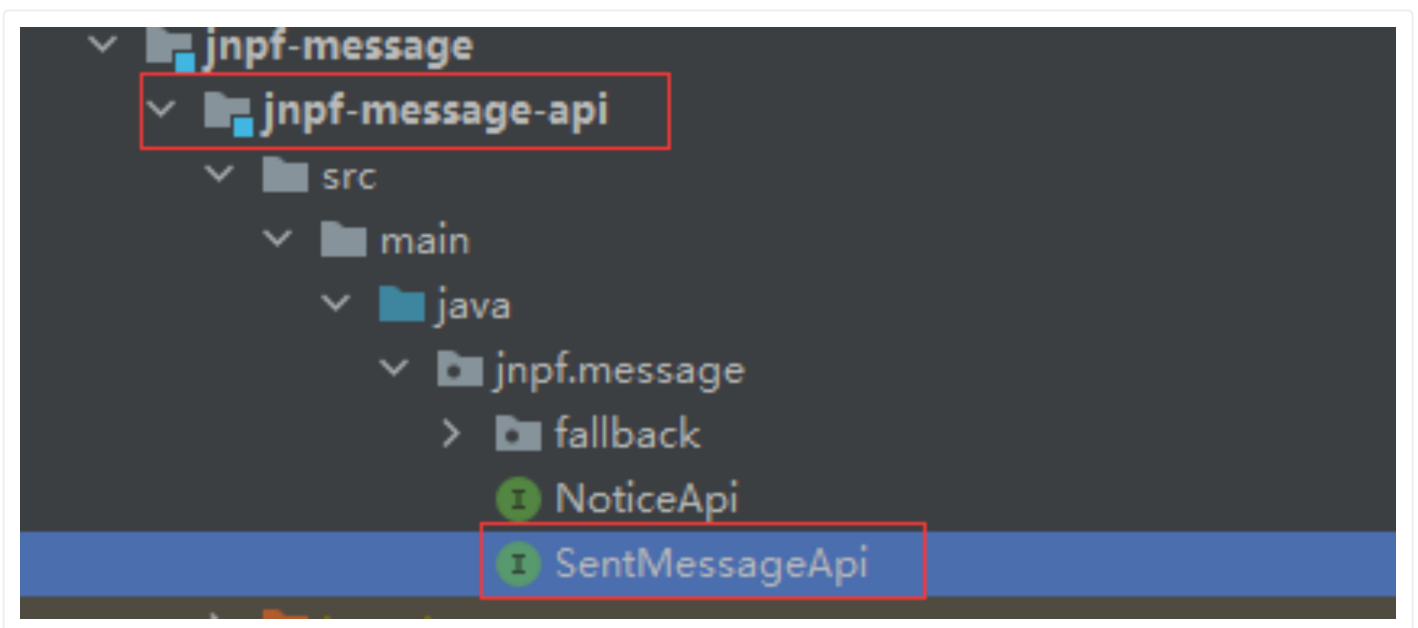 jnpf-message
jnpf-message-api
src
main
java
jnpf.message
fallback
NoticeApi
SentMessageApi